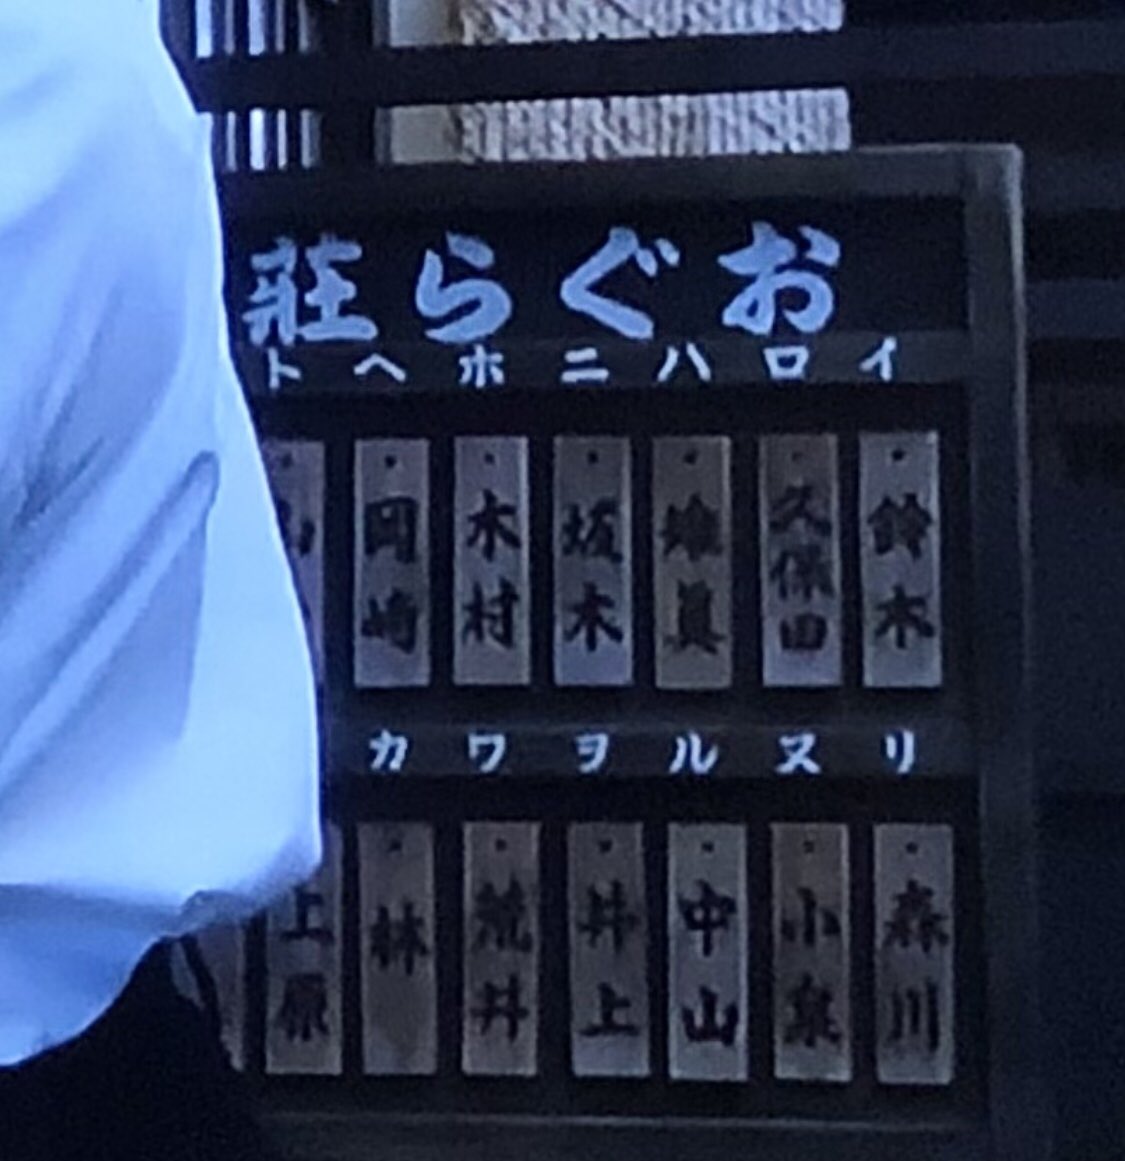 おぐら荘
イロハニホヘト
鈴木
久保田
坂木
木村
岡崎
リヌルヲワカ
森川
小泉
中山
井上
荒井
林
上原